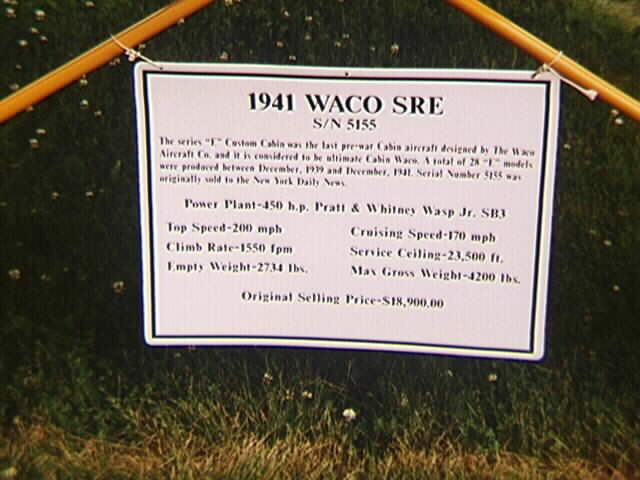 1941 WACO SRE
S/N 5155
The series "E" Custom Cabin was the last pre-war Cabin aircraft designed by The Waco
Aircraft Co. and it is considered to be ultimate Cabin Waco. A total of 28 "E" models
were produced between December, 1939 and December, 1941. Serial Number 5155 was
originally sold to the New York Daily News.
Power Plant-450 h.p. Pratt & Whitney Wasp Jr. SB3
Top Speed-200 mph Cruising Speed-170 mph
Climb Rate-1550 fpm Service Ceiling-23,500 ft.
Empty Weight-2734 lbs. Max Gross Weight-4200 lbs.
Original Selling Price-$18,900.00